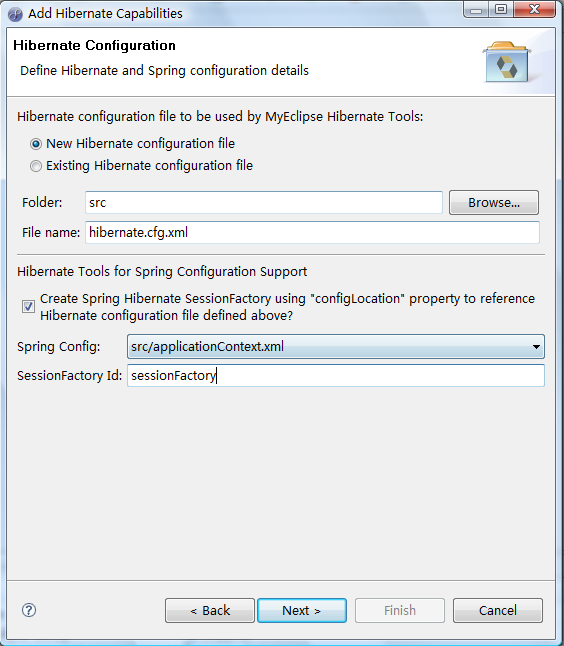 Add Hibernate Capabilities
Hibernate Configuration
Define Hibernate and Spring configuration details
Hibernate configuration file to be used by MyEclipse Hibernate Tools:
New Hibernate configuration file
Existing Hibernate configuration file
Folder: src Browse...
File name: hibernate.cfg.xml
Hibernate Tools for Spring Configuration Support
Create Spring Hibernate SessionFactory using "configLocation" property to reference
Hibernate configuration file defined above?
Spring Config: src/applicationContext.xml
SessionFactory Id: sessionFactory
? < Back Next > Finish Cancel